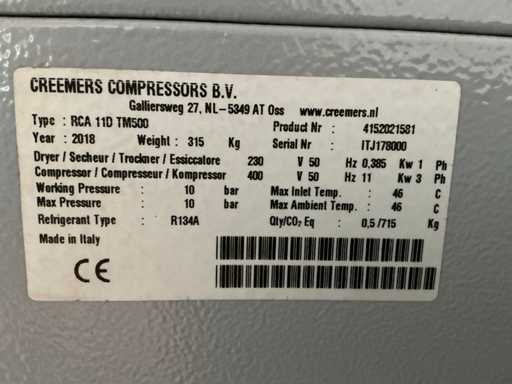 CREEMERS COMPRESSORS B.V.
Galliersweg 27, NL-5349 AT Oss www.creemers.nl
Type : RCA 11D TM500 Product Nr : 4152021581
Year : 2018 Weight : 315 Kg Serial Nr : ITJ178000
Dryer / Secheur / Trockner / Essiccatore 230 V 50 Hz 0,385 Kw 1 Ph
Compressor / Compresseur / Kompressor 400 V 50 Hz 11 Kw 3 Ph
Working Pressure : 10 bar Max Inlet Temp. : 46 C
Max Pressure : 10 bar Max Ambient Temp. : 46 C
Refrigerant Type : R134A Qty/CO₂ Eq : 0,5 /715 Kg
Made in Italy
CE